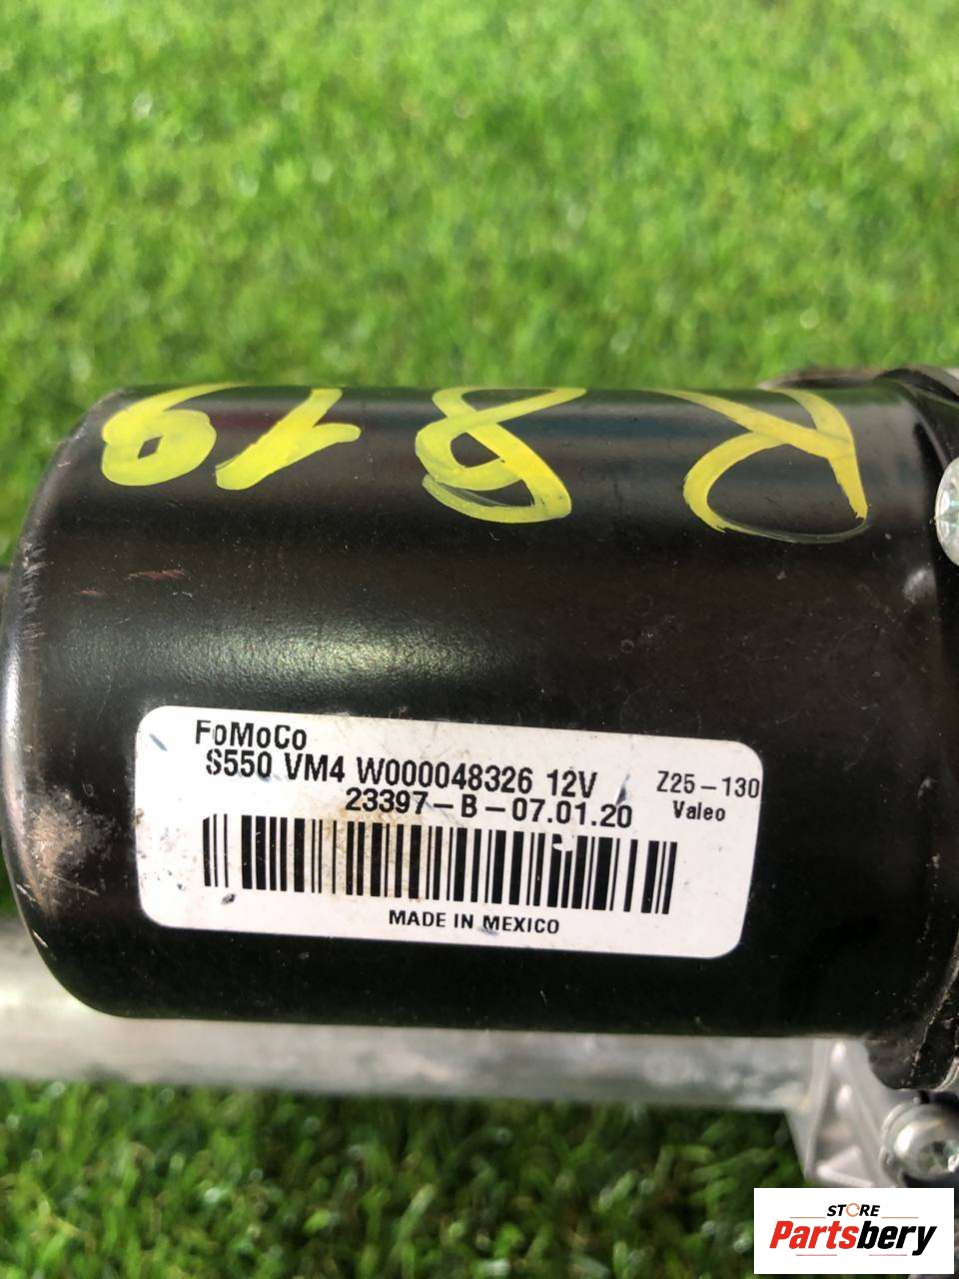 R819
FoMoCo
S550 VM4 W000048326 12V Z25-130
23397-B-07.01.20 Valeo
MADE IN MEXICO
STORE
Partsbery